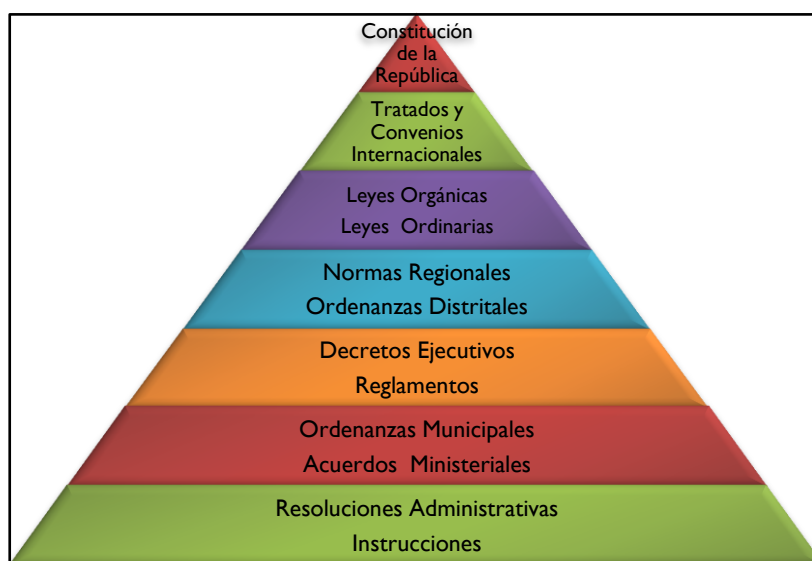 Constitución
de la
República
Tratados y
Convenios
Internacionales
Leyes Orgánicas
Leyes Ordinarias
Normas Regionales
Ordenanzas Distritales
Decretos Ejecutivos
Reglamentos
Ordenanzas Municipales
Acuerdos Ministeriales
Resoluciones Administrativas
Instrucciones